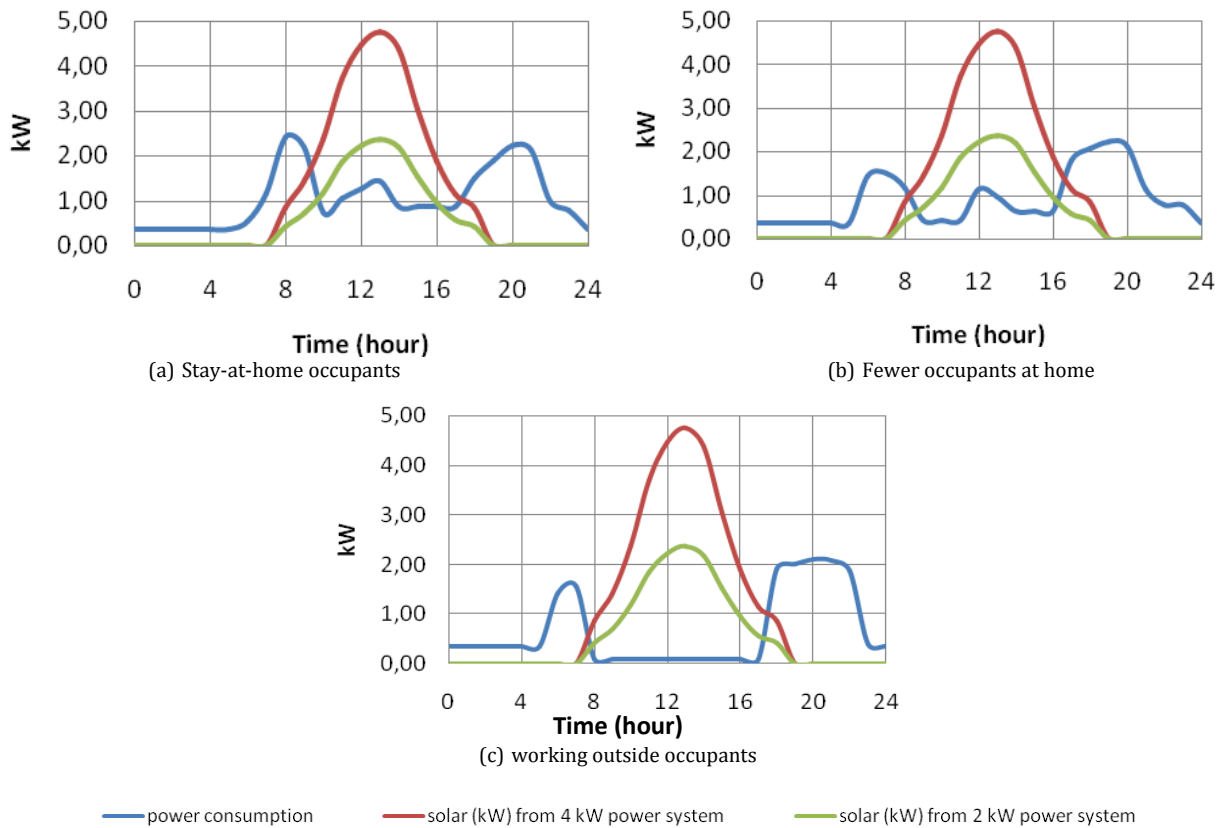 5,00
4,00
3,00
2,00
1,00
0,00
kW
0 4 8 12 16 20 24
Time (hour)
(a) Stay-at-home occupants
5,00
4,00
3,00
2,00
1,00
0,00
kW
0 4 8 12 16 20 24
Time (hour)
(b) Fewer occupants at home
5,00
4,00
3,00
2,00
1,00
0,00
kW
0 4 8 12 16 20 24
Time (hour)
(c) working outside occupants
power consumption solar (kW) from 4 kW power system solar (kW) from 2 kW power system